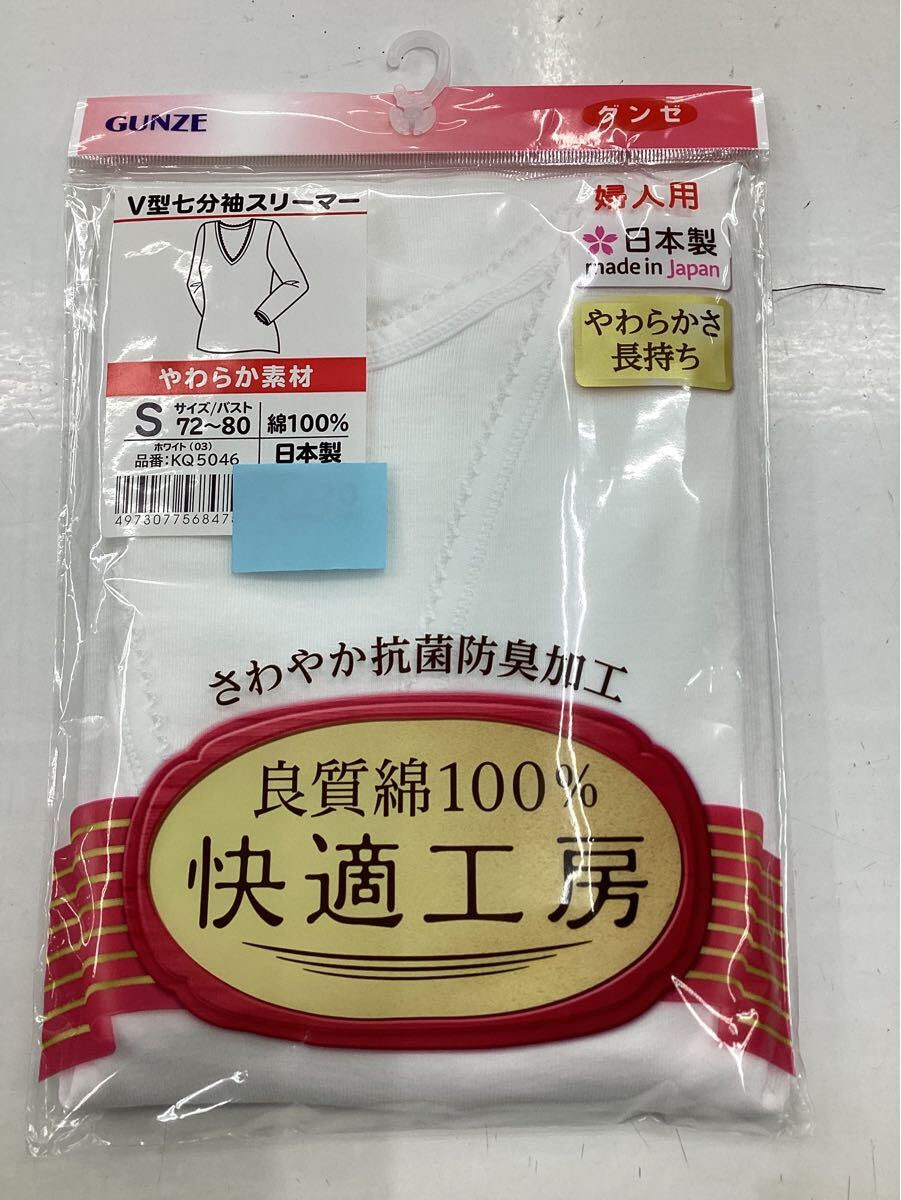 GUNZE
グンゼ
V型七分袖スリーマー
やわらか素材
S サイズ/バスト 72〜80
綿100%
ホワイト(03)
品番:KQ5046
日本製
婦人用
日本製
made in Japan
やわらかさ
長持ち
さわやか抗菌防臭加工
良質綿100%
快適工房